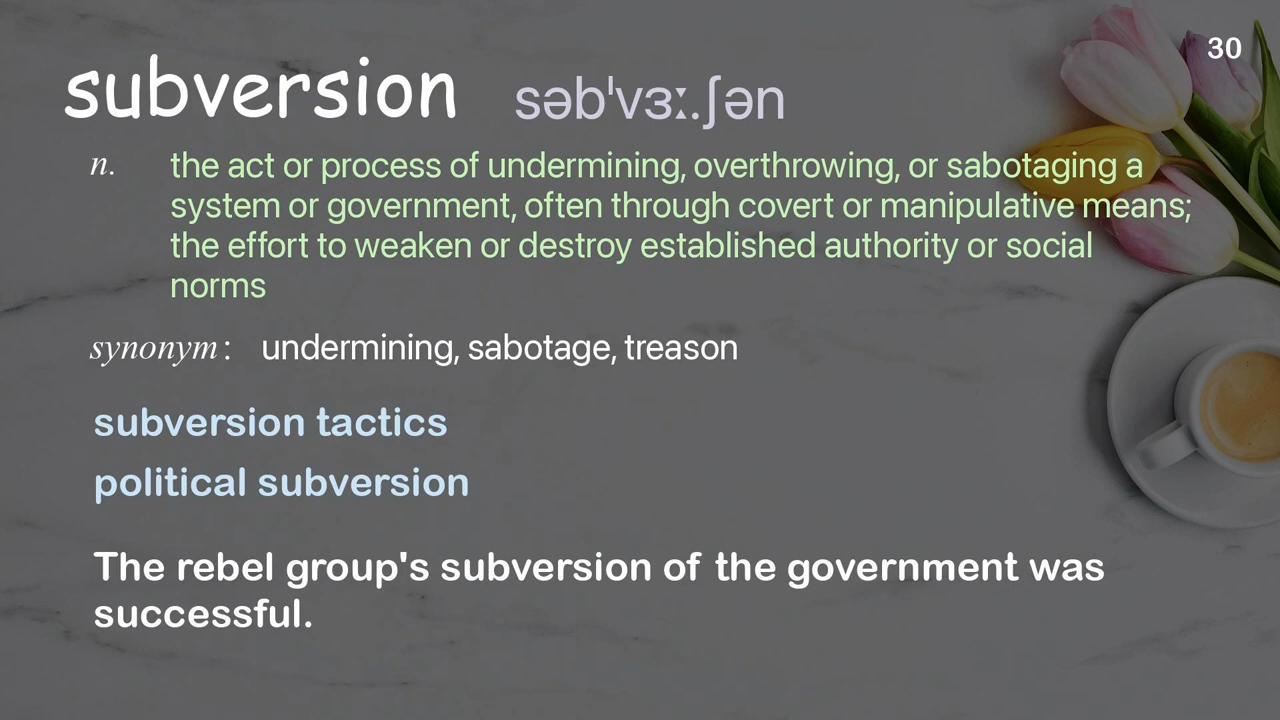 30
subversion səbˈvɜː.ʃən
n. the act or process of undermining, overthrowing, or sabotaging a
system or government, often through covert or manipulative means;
the effort to weaken or destroy established authority or social
norms
synonym: undermining, sabotage, treason
subversion tactics
political subversion
The rebel group's subversion of the government was
successful.